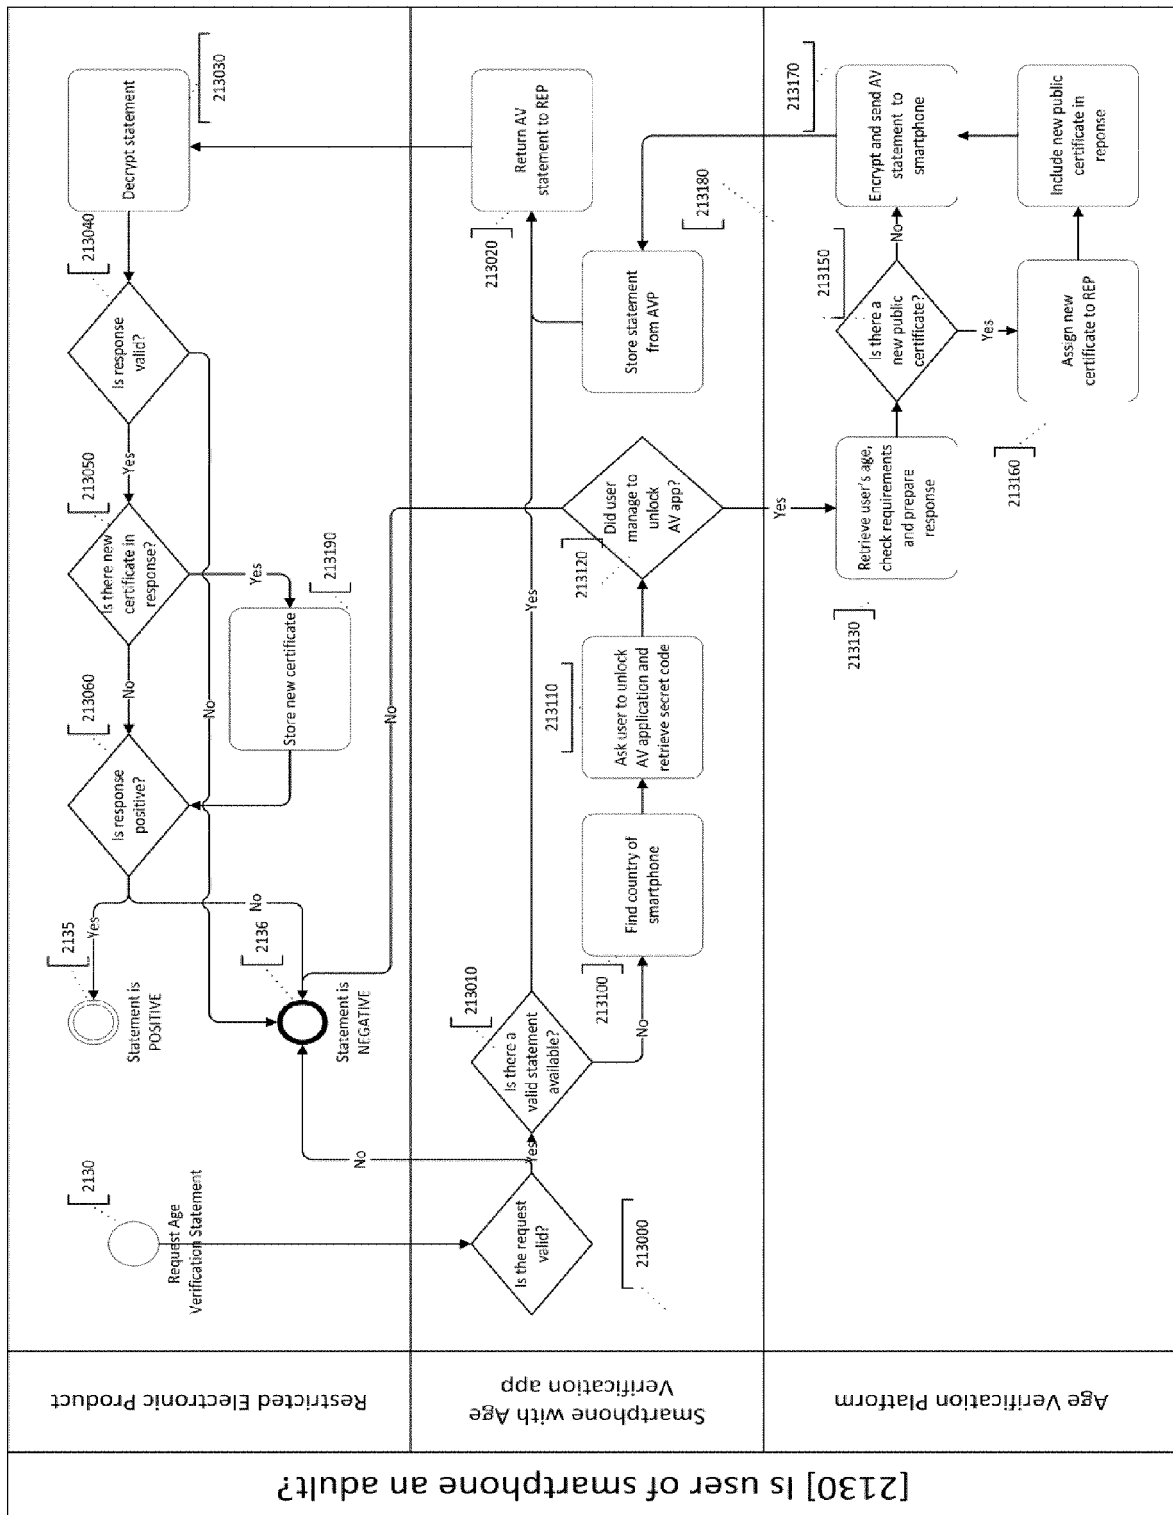 [2130] Is user of smartphone an adult?
Restricted Electronic Product
Smartphone with Age
Verification app
Age Verification Platform
2130
Request Age
Verification Statement
2135
Statement is
POSITIVE
Yes
2136
Statement is
NEGATIVE
No
Is response
positive?
213060
No
Is there new
certificate in
response?
213050
Yes
Store new certificate
213190
Yes
Is response
valid?
213040
No
Decrypt statement
213030
No
Is the request
valid?
213000
Yes
Is there a
valid statement
available?
213010
Yes
No
213100
Find country of
smartphone
Ask user to unlock
AV application and
retrieve secret code
213110
Did user
manage to
unlock
AV app?
213120
No
Yes
Store statement
from AVP
213180
Return AV
statement to REP
213020
Retrieve user's age,
check requirements
and prepare
response
213130
Is there a
new public
certificate?
213150
No
Yes
Encrypt and send AV
statement to
smartphone
213170
Assign new
certificate to REP
213160
Include new public
certificate in
reponse